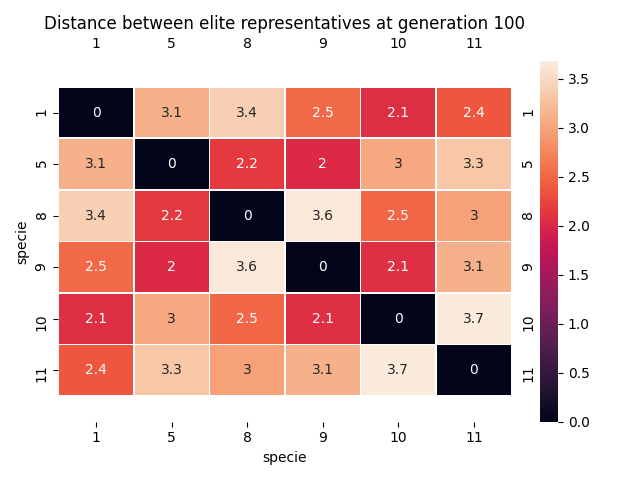 Distance between elite representatives at generation 100
1 5 8 9 10 11
1 0 3.1 3.4 2.5 2.1 2.4 1
5 3.1 0 2.2 2 3 3.3 5
8 3.4 2.2 0 3.6 2.5 3 8
9 2.5 2 3.6 0 2.1 3.1 9
10 2.1 3 2.5 2.1 0 3.7 10
11 2.4 3.3 3 3.1 3.7 0 11
1 5 8 9 10 11
specie
specie
3.5
3.0
2.5
2.0
1.5
1.0
0.5
0.0